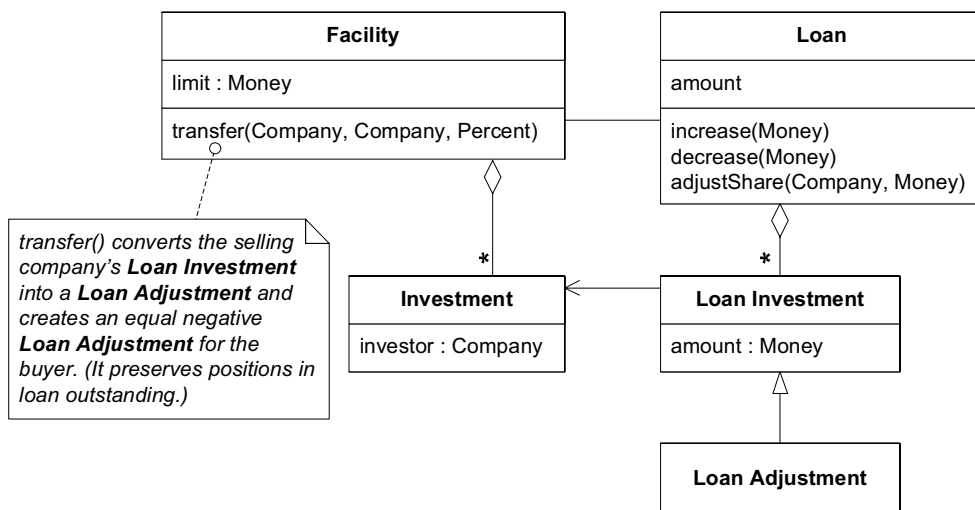 Facility
limit : Money
transfer(Company, Company, Percent)
Loan
amount
increase(Money)
decrease(Money)
adjustShare(Company, Money)
transfer() converts the selling
company's Loan Investment
into a Loan Adjustment and
creates an equal negative
Loan Adjustment for the
buyer. (It preserves positions in
loan outstanding.)
*
Investment
investor : Company
*
Loan Investment
amount : Money
Loan Adjustment